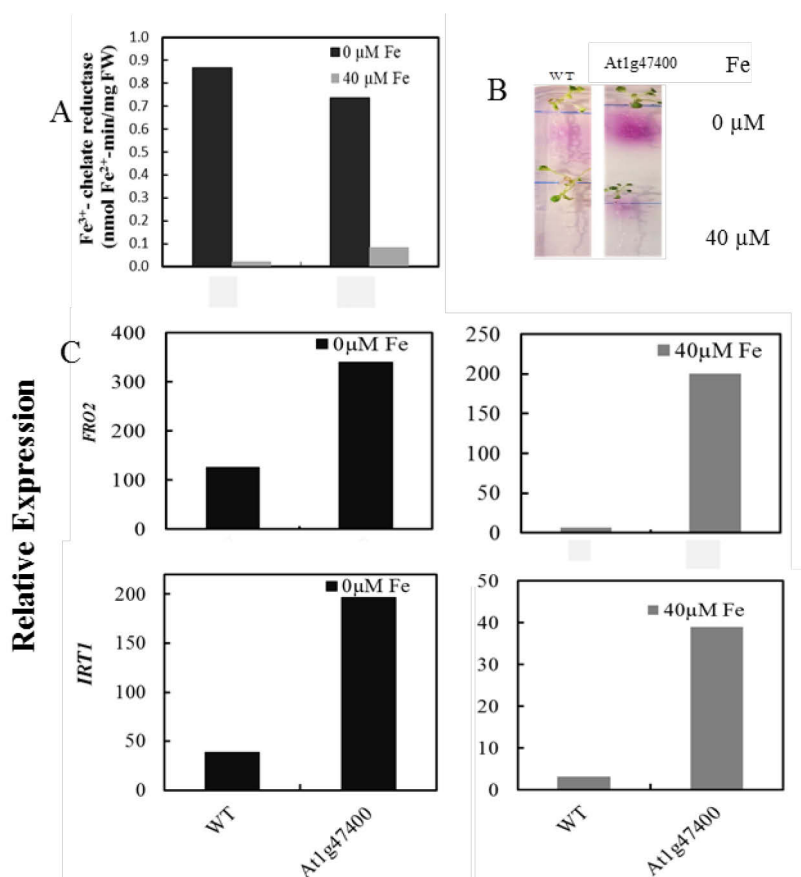 A
Fe3+- chelate reductase
(nmol Fe2+-min/mg FW)
1.0
0.9
0.8
0.7
0.6
0.5
0.4
0.3
0.2
0.1
0.0
0 µM Fe
40 µM Fe
B
WT
At1g47400
Fe
0 µM
40 µM
Relative Expression
C
FRO2
400
300
200
100
0
0µM Fe
250
200
150
100
50
0
40µM Fe
IRT1
200
150
100
50
0
0µM Fe
WT
At1g47400
50
40
30
20
10
0
40µM Fe
WT
At1g47400